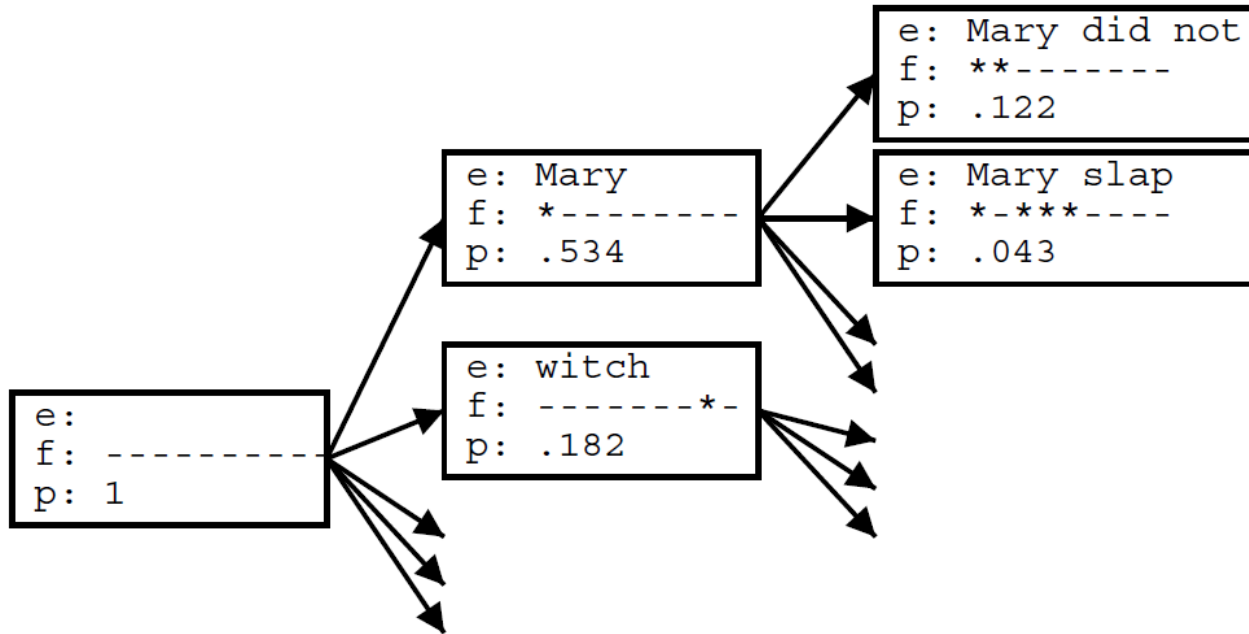 e: Mary did not
f: **-------
p: .122
e: Mary
f: *--------
p: .534
e: Mary slap
f: *-***----
p: .043
e: witch
f: -------*-
p: .182
e:
f: ----------
p: 1